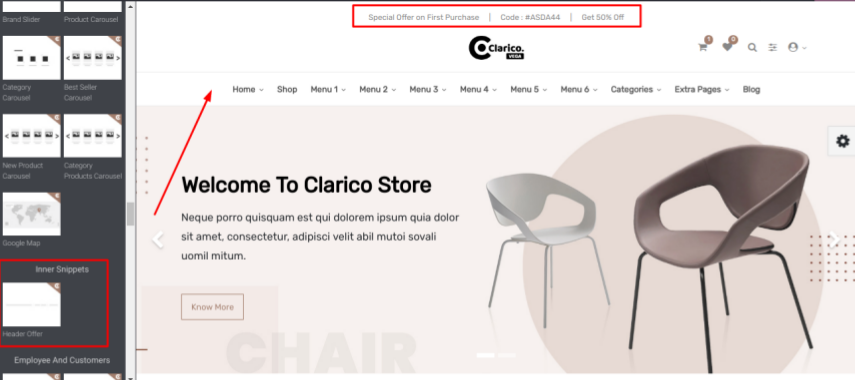 Brand Slider
Product Carousel
Category
Carousel
Best Seller
Carousel
New Product
Carousel
Category
Products Carousel
Google Map
Inner Snippets
Header Offer
Employee And Customers
Special Offer on First Purchase | Code : #ASDA44 | Get 50% Off
Clarico.
VEGA
1
0
Home Shop Menu 1 Menu 2 Menu 3 Menu 4 Menu 5 Menu 6 Categories Extra Pages Blog
Welcome To Clarico Store
Neque porro quisquam est qui dolorem ipsum quia dolor
sit amet, consectetur, adipisci velit abil mutoi sovali
uomil mitum.
Know More
CHAIR